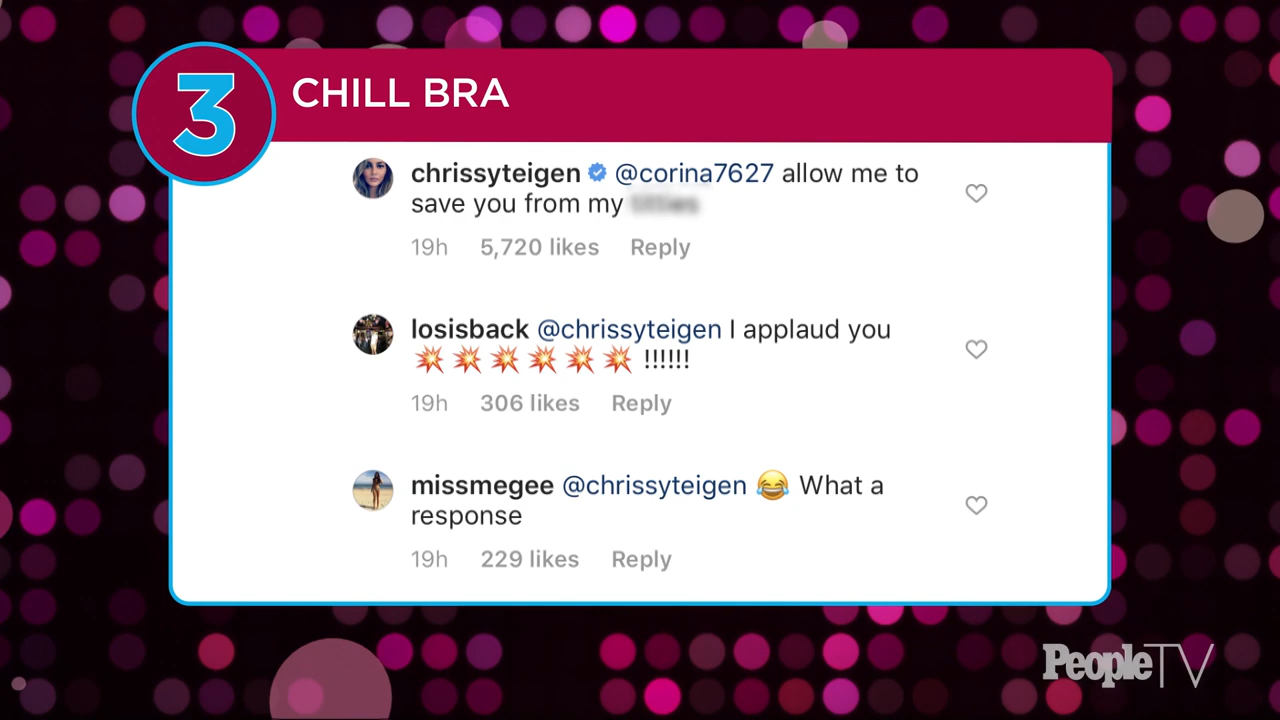 3
CHILL BRA
chrissyteigen @corina7627 allow me to
save you from my
19h 5,720 likes Reply
losisback @chrissyteigen I applaud you
💥 💥 💥 💥 💥 💥 !!!!!!
19h 306 likes Reply
missmegee @chrissyteigen 😂 What a
response
19h 229 likes Reply
PeopleTV